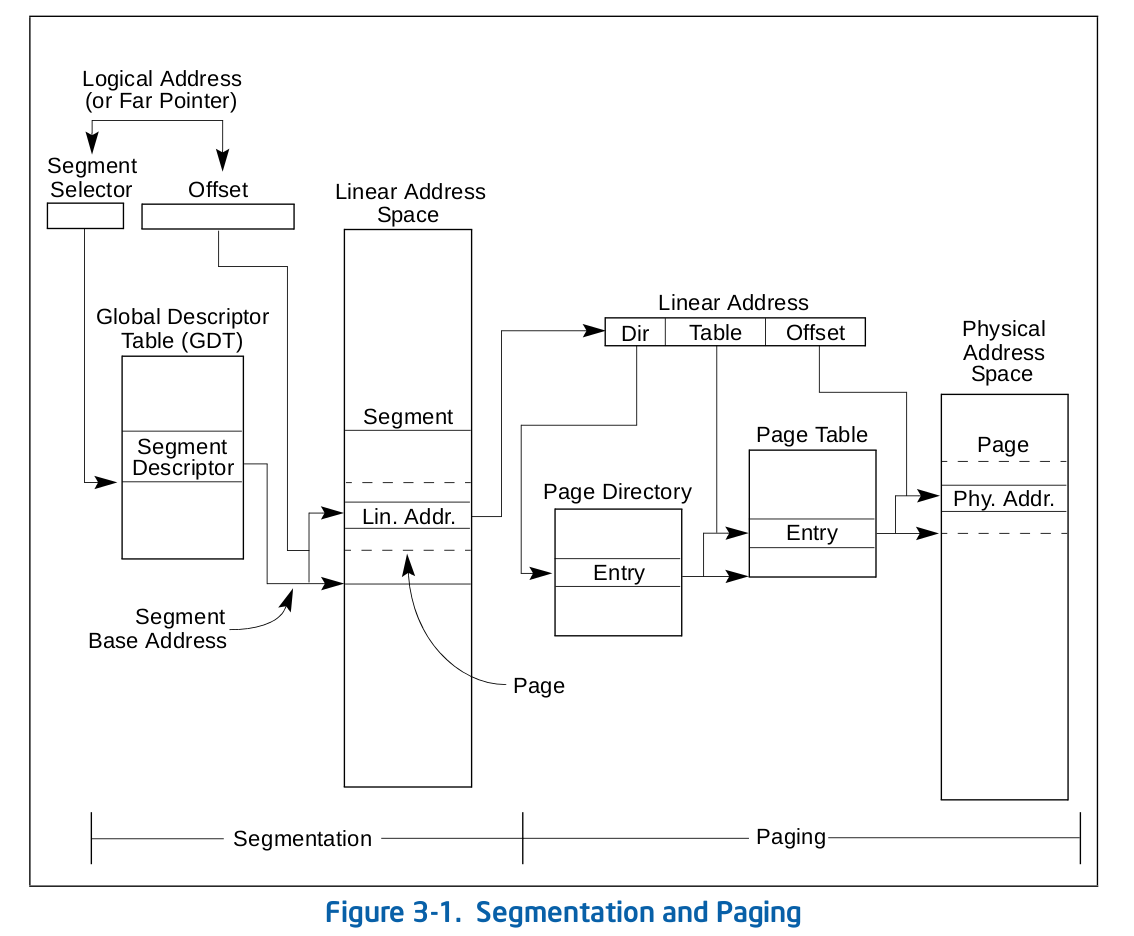 Logical Address
(or Far Pointer)
Segment
Selector
Offset
Linear Address
Space
Global Descriptor
Table (GDT)
Segment
Descriptor
Segment
Lin. Addr.
Segment
Base Address
Page
Linear Address
Dir
Table
Offset
Page Directory
Entry
Page Table
Entry
Physical
Address
Space
Page
Phy. Addr.
Segmentation
Paging
Figure 3-1. Segmentation and Paging